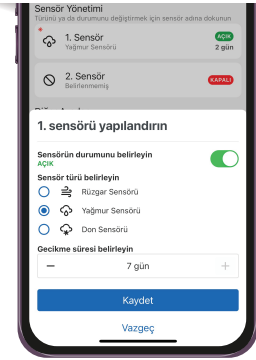 Sensör Yönetimi
Türünü ya da durumunu değiştirmek için sensör adına dokunun
* 1. Sensör AÇIK
Yağmur Sensörü 2 gün
2. Sensör KAPALI
Belirlenmemiş
1. sensörü yapılandırın
Sensörün durumunu belirleyin
AÇIK
Sensör türü belirleyin
Rüzgar Sensörü
Yağmur Sensörü
Don Sensörü
Gecikme süresi belirleyin
− 7 gün +
Kaydet
Vazgeç